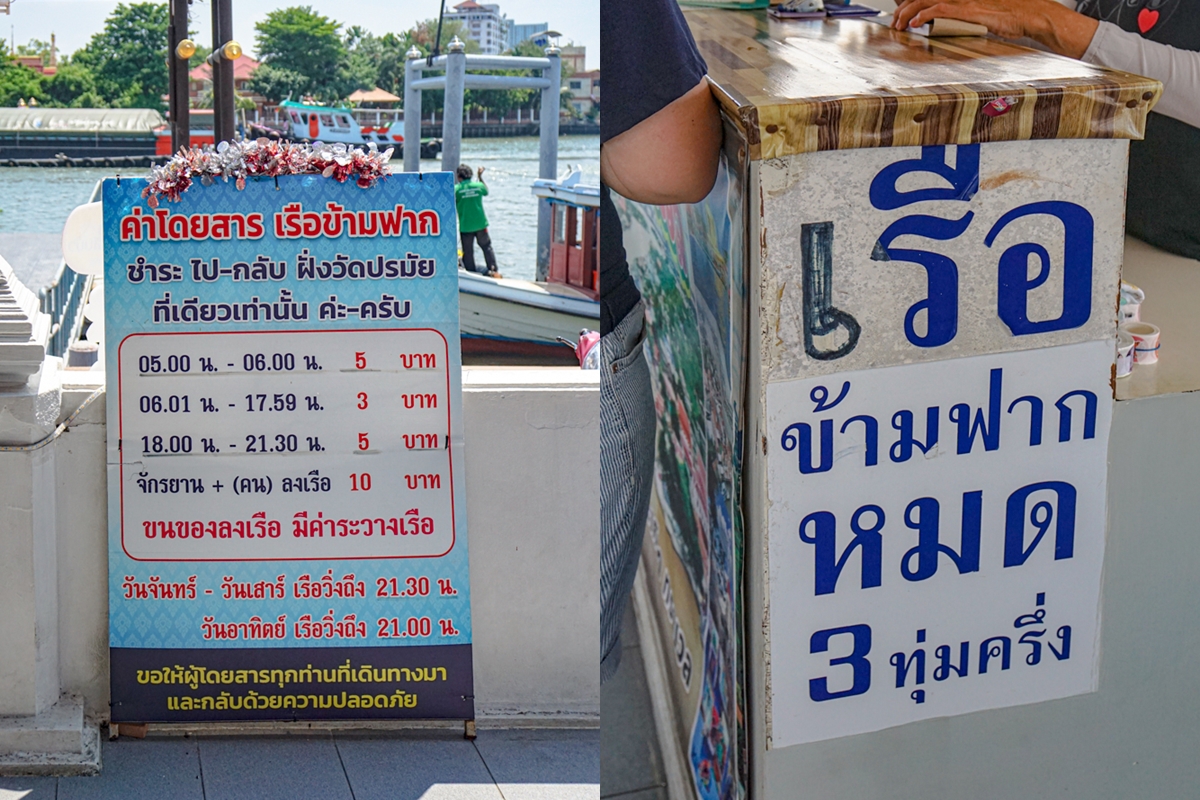 ค่าโดยสาร เรือข้ามฟาก
ชำระ ไป-กลับ ฝั่งวัดปรมัย
ที่เดียวเท่านั้น ค่ะ-ครับ
05.00 น. - 06.00 น. 5 บาท
06.01 น. - 17.59 น. 3 บาท
18.00 น. - 21.30 น. 5 บาท
จักรยาน + (คน) ลงเรือ 10 บาท
ขนของลงเรือ มีค่าระวางเรือ
วันจันทร์ - วันเสาร์ เรือวิ่งถึง 21.30 น.
วันอาทิตย์ เรือวิ่งถึง 21.00 น.
ขอให้ผู้โดยสารทุกท่านที่เดินทางมา
และกลับด้วยความปลอดภัย
เรือ
ข้ามฟาก
หมด
3 ทุ่มครึ่ง